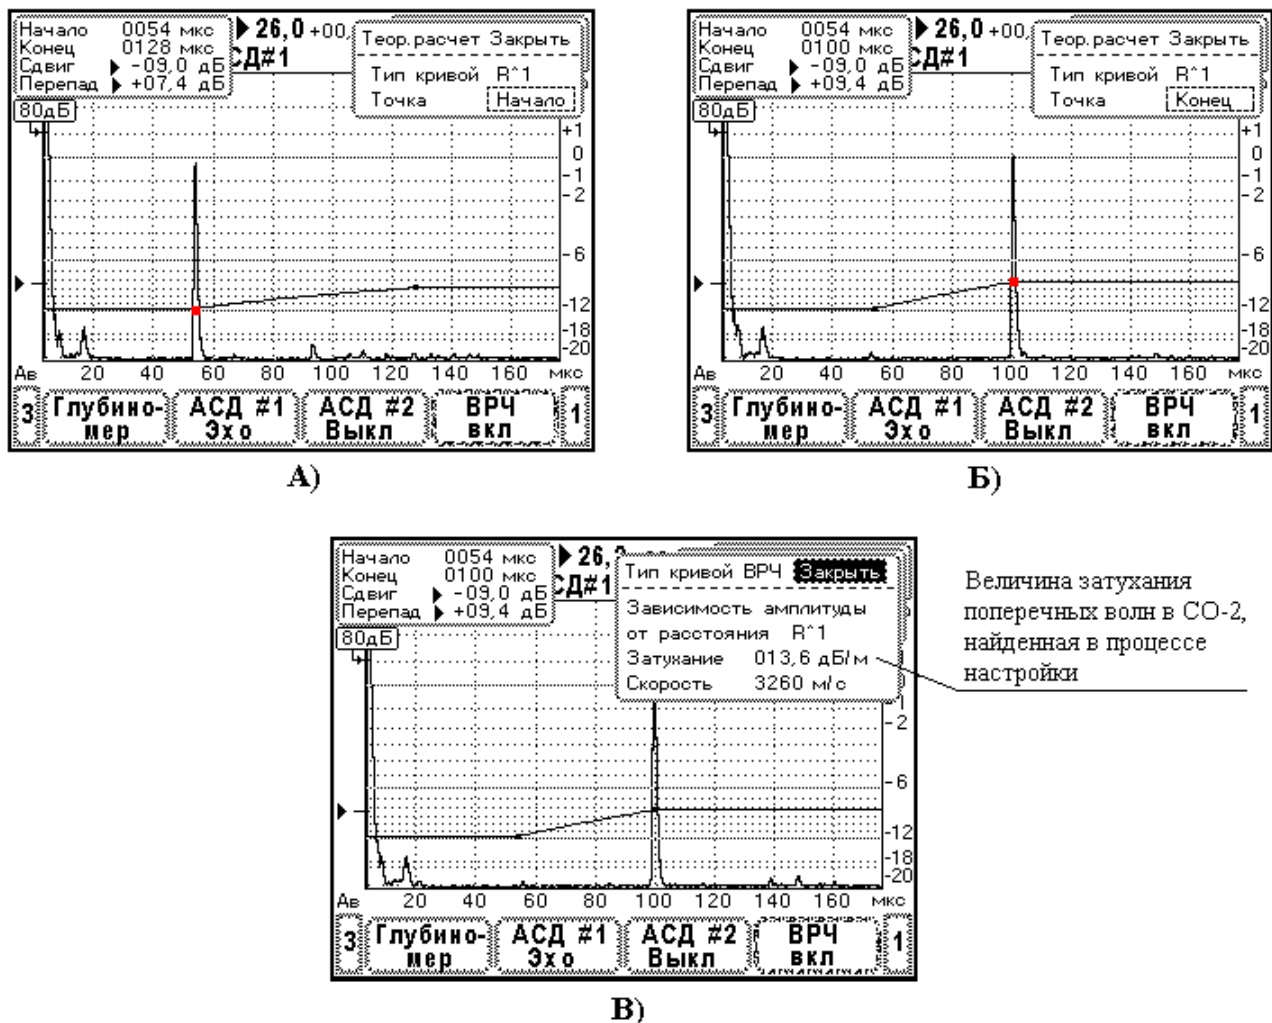 Начало 0054 мкс
Конец 0128 мкс
Сдвиг -09,0 дБ
Перепад +07,4 дБ
26,0 +00,
СД#1
Теор.расчет Закрыть
Тип кривой R^1
Точка Начало
80дБ
+1
0
-1
-2
-6
-12
-18
-20
Ав 20 40 60 80 100 120 140 160 мкс
3 Глубино-мер АСД #1 Эхо АСД #2 Выкл ВРЧ вкл 1
А)
Начало 0054 мкс
Конец 0100 мкс
Сдвиг -09,0 дБ
Перепад +09,4 дБ
26,0 +00,
СД#1
Теор.расчет Закрыть
Тип кривой R^1
Точка Конец
80дБ
+1
0
-1
-2
-6
-12
-18
-20
Ав 20 40 60 80 100 120 140 160 мкс
3 Глубино-мер АСД #1 Эхо АСД #2 Выкл ВРЧ вкл 1
Б)
Начало 0054 мкс
Конец 0100 мкс
Сдвиг -09,0 дБ
Перепад +09,4 дБ
26,
СД#1
Тип кривой ВРЧ Закрыть
Зависимость амплитуды
от расстояния R^1
Затухание 013,6 дБ/м
Скорость 3260 м/с
80дБ
-2
-6
-12
-18
-20
Ав 20 40 60 80 100 120 140 160 мкс
3 Глубино-мер АСД #1 Эхо АСД #2 Выкл ВРЧ вкл 1
В)
Величина затухания
поперечных волн в СО-2,
найденная в процессе
настройки